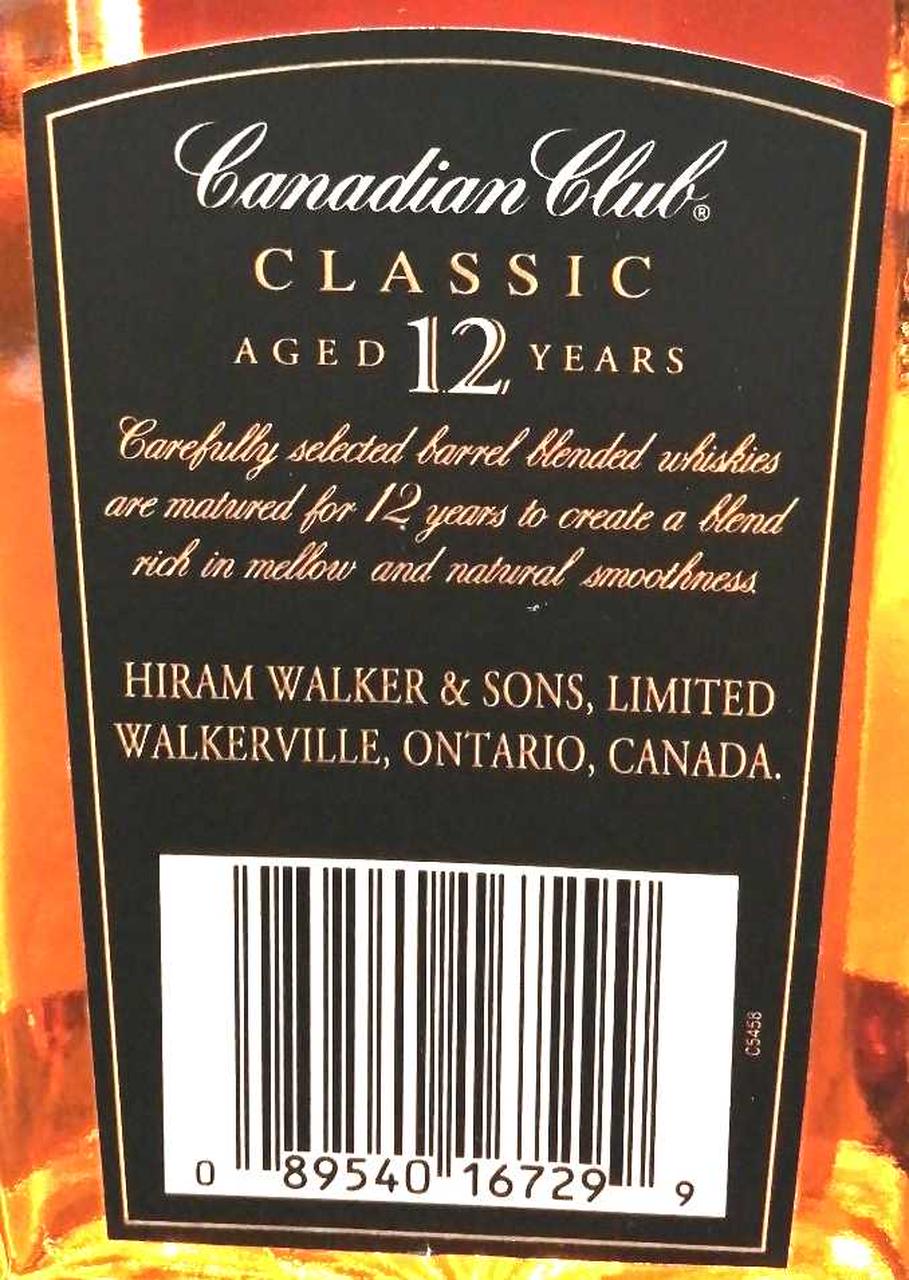 Canadian Club®
CLASSIC
AGED 12 YEARS
Carefully selected barrel blended whiskies
are matured for 12 years to create a blend
rich in mellow and natural smoothness.
HIRAM WALKER & SONS, LIMITED
WALKERVILLE, ONTARIO, CANADA.
C5458
0 89540 16729 9